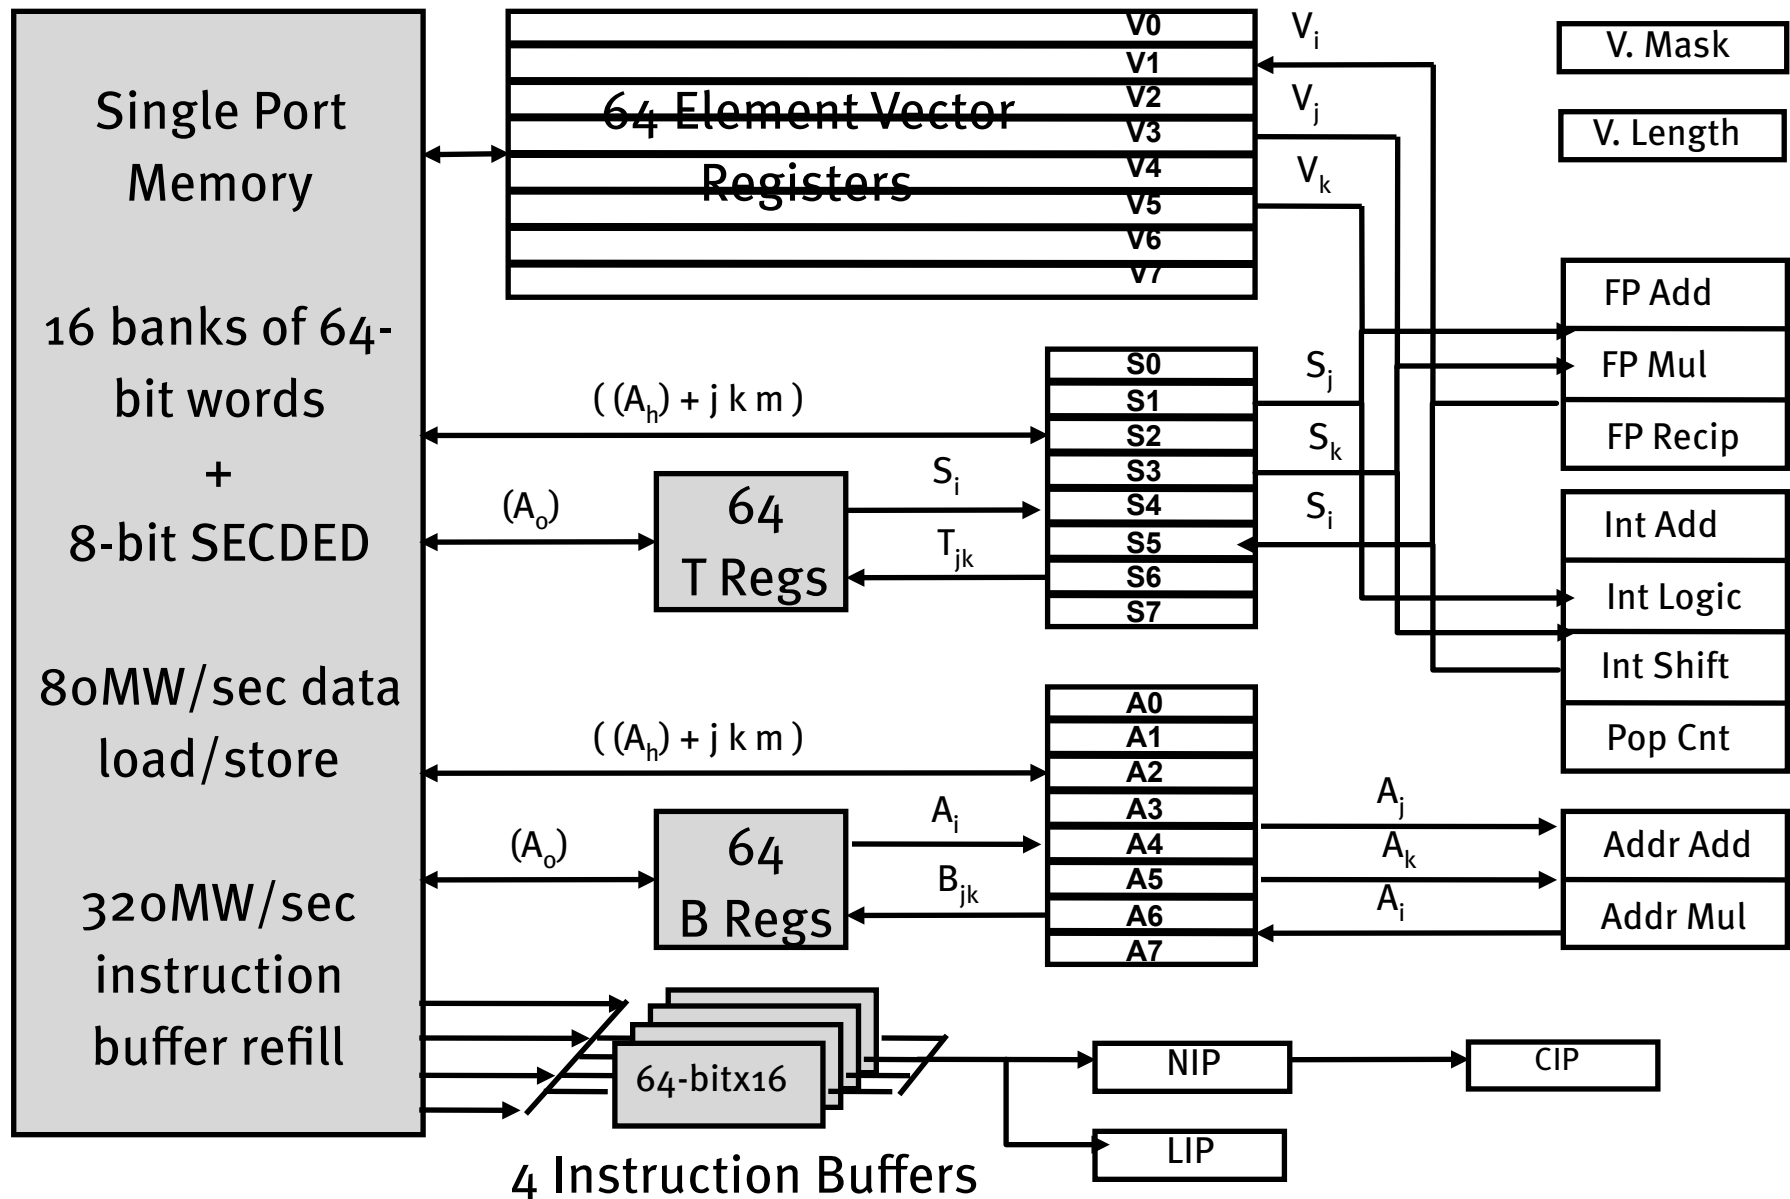 Single Port
Memory
16 banks of 64-
bit words
+
8-bit SECDED
80MW/sec data
load/store
320MW/sec
instruction
buffer refill
V0
V1
V2
V3
V4
V5
V6
V7
64 Element Vector
Registers
Vi
Vj
Vk
V. Mask
V. Length
FP Add
FP Mul
FP Recip
Int Add
Int Logic
Int Shift
Pop Cnt
( (Ah) + j k m )
(Ao)
64
T Regs
Si
Tjk
S0
S1
S2
S3
S4
S5
S6
S7
Sj
Sk
Si
( (Ah) + j k m )
(Ao)
64
B Regs
Ai
Bjk
A0
A1
A2
A3
A4
A5
A6
A7
Aj
Ak
Ai
Addr Add
Addr Mul
64-bitx16
4 Instruction Buffers
NIP
CIP
LIP